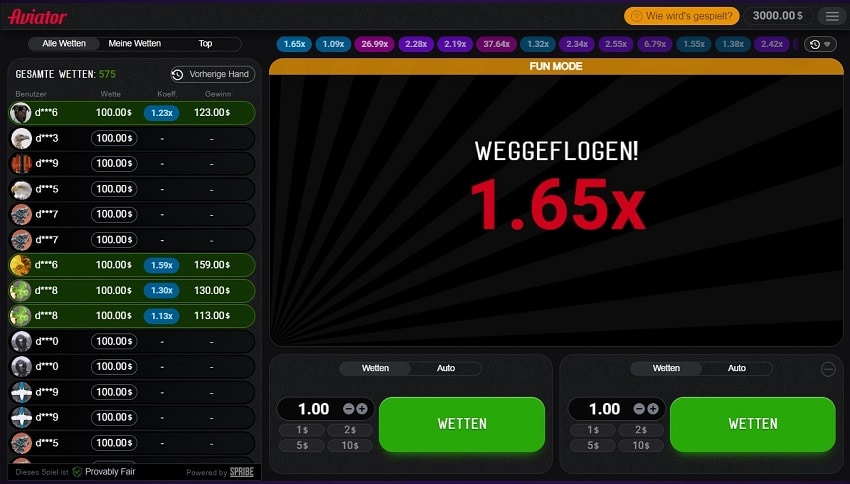 Aviator
Wie wird's gespielt?
3000.00 $
Alle Wetten Meine Wetten Top
1.65x 1.09x 26.99x 2.28x 2.19x 37.64x 1.32x 2.34x 2.55x 6.79x 1.55x 1.38x 2.42x
GESAMTE WETTEN: 575
Vorherige Hand
Benutzer Wette Koeff. Gewinn
d***6 100.00$ 1.23x 123.00$
d***3 100.00$ - -
d***9 100.00$ - -
d***5 100.00$ - -
d***7 100.00$ - -
d***7 100.00$ - -
d***6 100.00$ 1.59x 159.00$
d***8 100.00$ 1.30x 130.00$
d***8 100.00$ 1.13x 113.00$
d***0 100.00$ - -
d***0 100.00$ - -
d***9 100.00$ - -
d***9 100.00$ - -
d***5 100.00$ - -
Dieses Spiel ist Provably Fair Powered by SPRIBE
FUN MODE
WEGGEFLOGEN!
1.65x
Wetten Auto
1.00
1$ 2$
5$ 10$
WETTEN
Wetten Auto
1.00
1$ 2$
5$ 10$
WETTEN